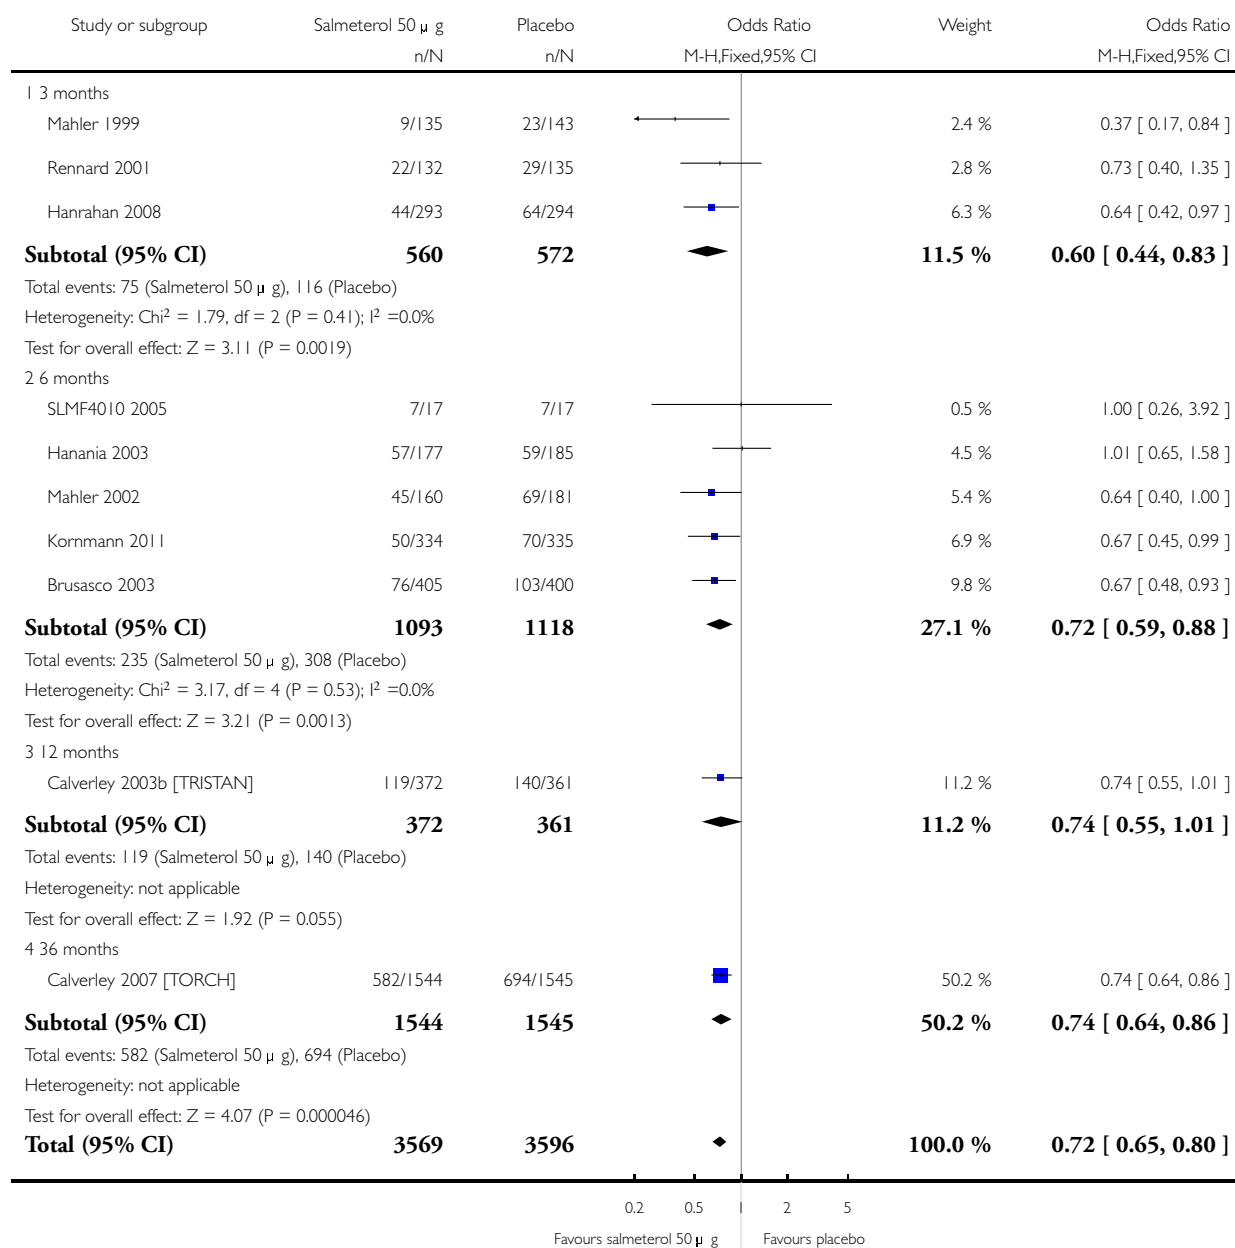 Study or subgroup Salmeterol 50 μ g Placebo Odds Ratio Weight Odds Ratio
n/N n/N M-H,Fixed,95% CI M-H,Fixed,95% CI
1 3 months
Mahler 1999 9/135 23/143 2.4 % 0.37 [ 0.17, 0.84 ]
Rennard 2001 22/132 29/135 2.8 % 0.73 [ 0.40, 1.35 ]
Hanrahan 2008 44/293 64/294 6.3 % 0.64 [ 0.42, 0.97 ]
Subtotal (95% CI) 560 572 11.5 % 0.60 [ 0.44, 0.83 ]
Total events: 75 (Salmeterol 50 μ g), 116 (Placebo)
Heterogeneity: Chi² = 1.79, df = 2 (P = 0.41); I² =0.0%
Test for overall effect: Z = 3.11 (P = 0.0019)
2 6 months
SLMF4010 2005 7/17 7/17 0.5 % 1.00 [ 0.26, 3.92 ]
Hanania 2003 57/177 59/185 4.5 % 1.01 [ 0.65, 1.58 ]
Mahler 2002 45/160 69/181 5.4 % 0.64 [ 0.40, 1.00 ]
Kornmann 2011 50/334 70/335 6.9 % 0.67 [ 0.45, 0.99 ]
Brusasco 2003 76/405 103/400 9.8 % 0.67 [ 0.48, 0.93 ]
Subtotal (95% CI) 1093 1118 27.1 % 0.72 [ 0.59, 0.88 ]
Total events: 235 (Salmeterol 50 μ g), 308 (Placebo)
Heterogeneity: Chi² = 3.17, df = 4 (P = 0.53); I² =0.0%
Test for overall effect: Z = 3.21 (P = 0.0013)
3 12 months
Calverley 2003b [TRISTAN] 119/372 140/361 11.2 % 0.74 [ 0.55, 1.01 ]
Subtotal (95% CI) 372 361 11.2 % 0.74 [ 0.55, 1.01 ]
Total events: 119 (Salmeterol 50 μ g), 140 (Placebo)
Heterogeneity: not applicable
Test for overall effect: Z = 1.92 (P = 0.055)
4 36 months
Calverley 2007 [TORCH] 582/1544 694/1545 50.2 % 0.74 [ 0.64, 0.86 ]
Subtotal (95% CI) 1544 1545 50.2 % 0.74 [ 0.64, 0.86 ]
Total events: 582 (Salmeterol 50 μ g), 694 (Placebo)
Heterogeneity: not applicable
Test for overall effect: Z = 4.07 (P = 0.000046)
Total (95% CI) 3569 3596 100.0 % 0.72 [ 0.65, 0.80 ]
0.2 0.5 1 2 5
Favours salmeterol 50 μ g Favours placebo